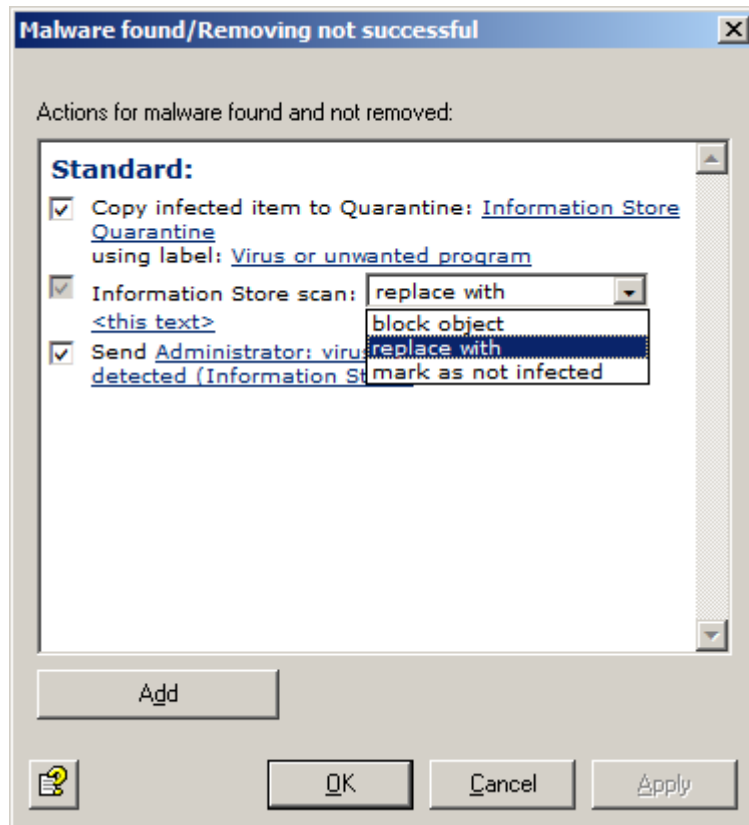 Malware found/Removing not successful
Actions for malware found and not removed:
Standard:
Copy infected item to Quarantine: Information Store
Quarantine
using label: Virus or unwanted program
Information Store scan: replace with
<this text>
block object
replace with
mark as not infected
Send Administrator: virus
detected (Information St
Add
OK
Cancel
Apply